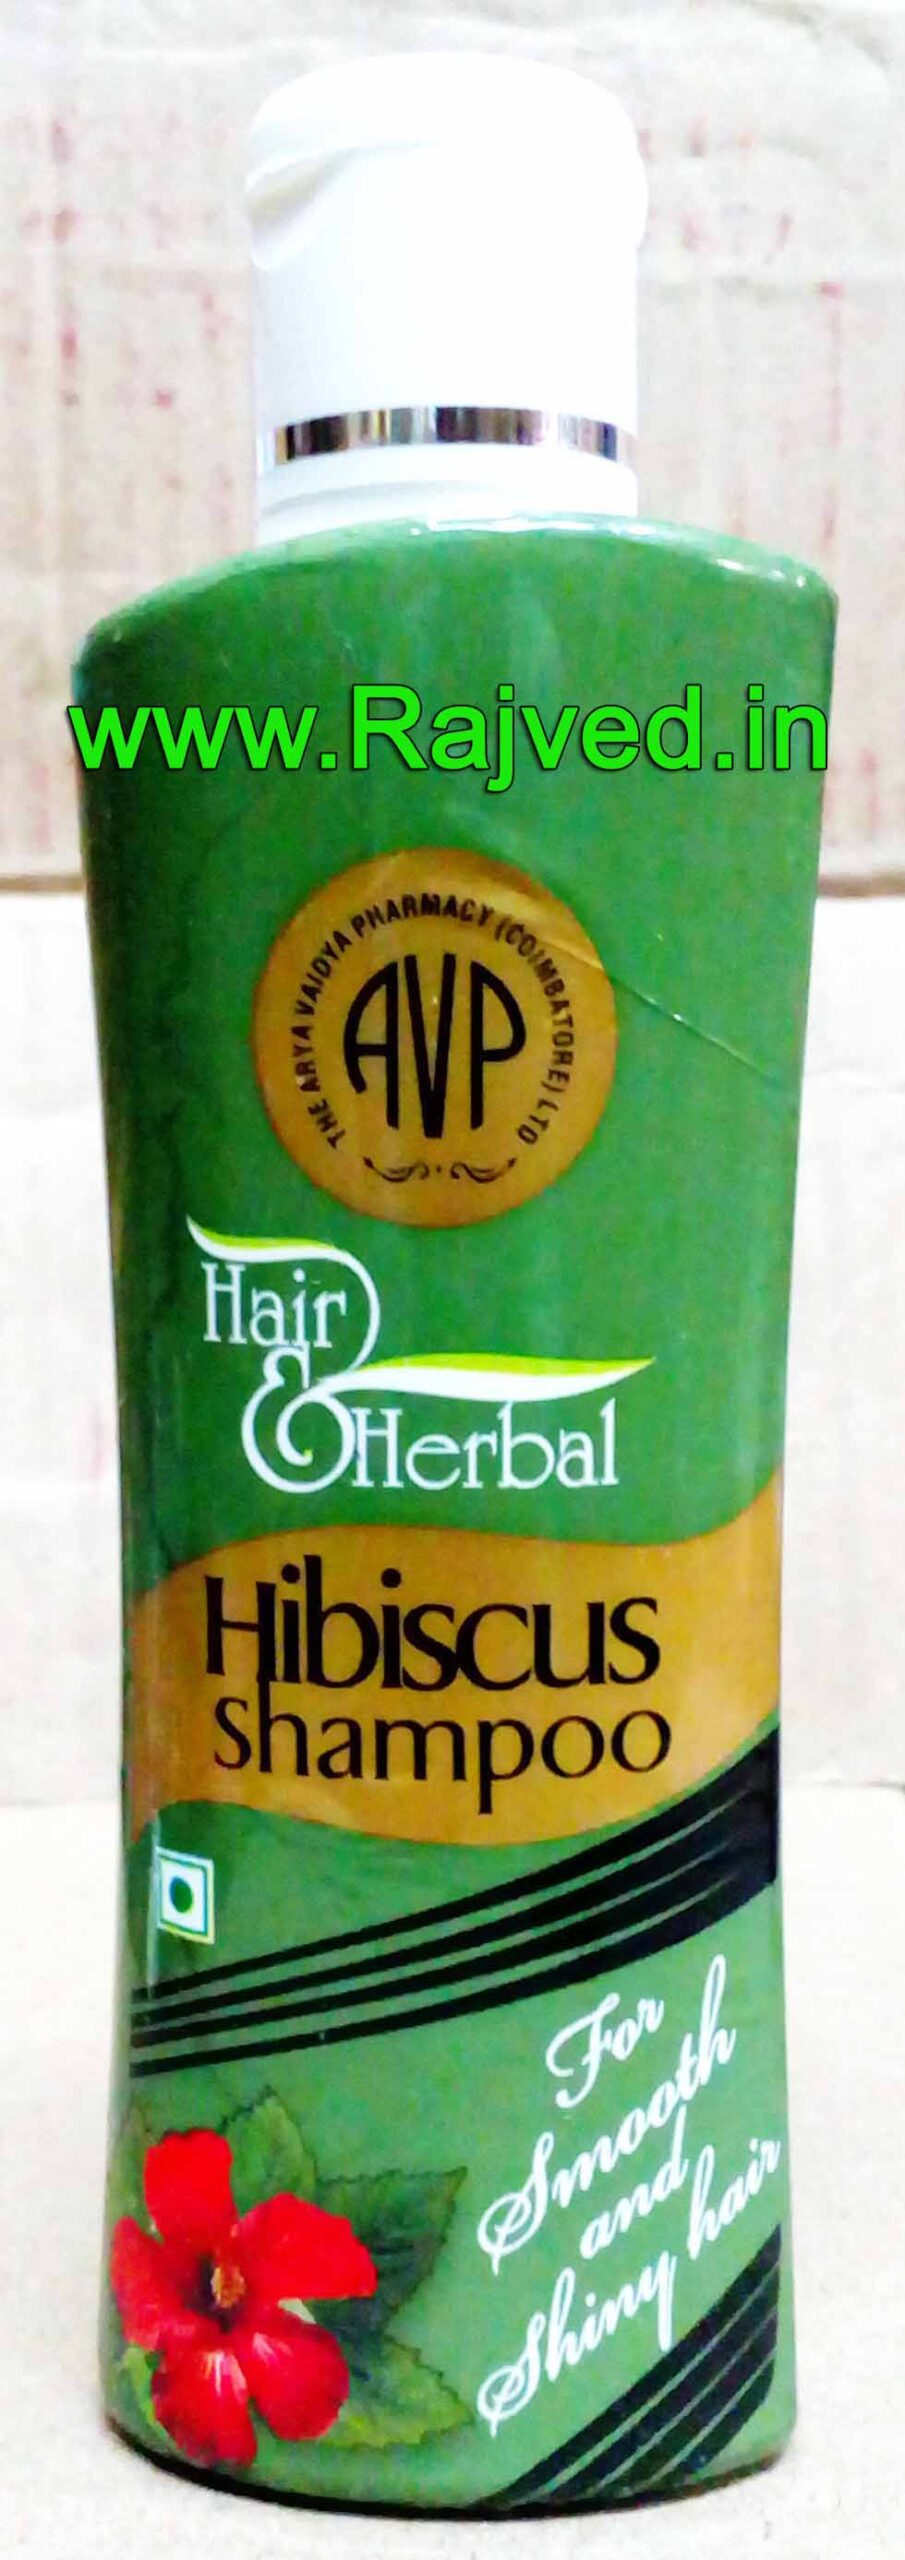 www.Rajved.in
THE ARYA VAIDYA PHARMACY (COIMBATORE) LTD
AVP
Hair
& Herbal
Hibiscus
Shampoo
For
Smooth
and
Shiny hair